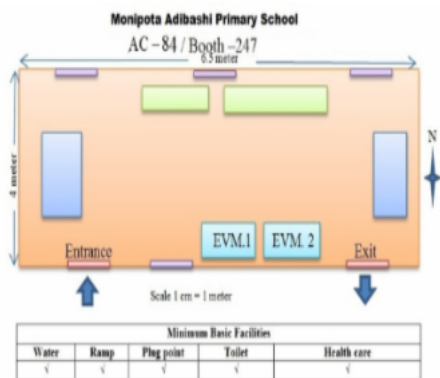 Monipota Adibashi Primary School
AC – 84 / Booth –247
6.5 meter
4 meter
N
EVM.1 EVM. 2
Entrance Exit
Scale 1 cm = 1 meter
Minimum Basic Facilities
Water Ramp Plug point Toilet Health care
√ √ √ √ √